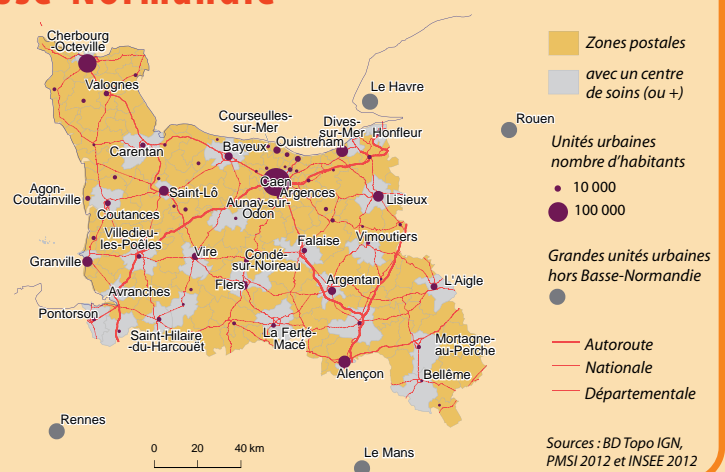 Cherbourg
-Octeville
Valognes
Le Havre
Rouen
Courseulles-
sur-Mer
Dives-
sur-Mer
Honfleur
Ouistreham
Bayeux
Carentan
Caen
Argences
Saint-Lô
Agon-
Coutainville
Coutances
Aunay-sur-
Odon
Lisieux
Villedieu-
les-Poêles
Vire
Condé-
sur-Noireau
Falaise
Vimoutiers
Granville
Avranches
Flers
Argentan
L'Aigle
Pontorson
Saint-Hilaire
-du-Harcouët
La Ferté-
Macé
Mortagne-
au-Perche
Alençon
Bellême
Rennes
Le Mans
0 20 40 km
Zones postales
avec un centre
de soins (ou +)
Unités urbaines
nombre d'habitants
10 000
100 000
Grandes unités urbaines
hors Basse-Normandie
Autoroute
Nationale
Départementale
Sources : BD Topo IGN,
PMSI 2012 et INSEE 2012